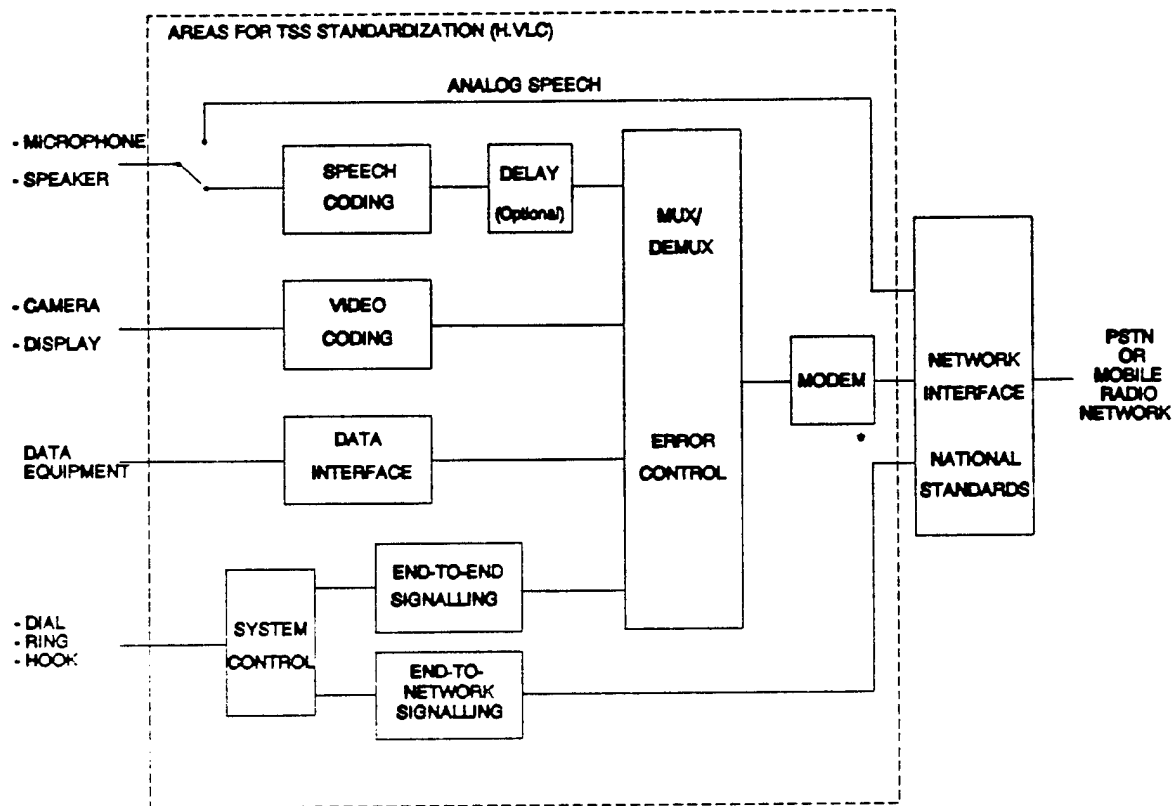 AREAS FOR TSS STANDARDIZATION (H.VLC)
ANALOG SPEECH
- MICROPHONE
- SPEAKER
SPEECH
CODING
DELAY
(Optional)
MUX/
DEMUX
- CAMERA
- DISPLAY
VIDEO
CODING
MODEM
*
NETWORK
INTERFACE
PSTN
OR
MOBILE
RADIO
NETWORK
DATA
EQUIPMENT
DATA
INTERFACE
ERROR
CONTROL
NATIONAL
STANDARDS
- DIAL
- RING
- HOOK
SYSTEM
CONTROL
END-TO-END
SIGNALLING
END-TO-
NETWORK
SIGNALLING